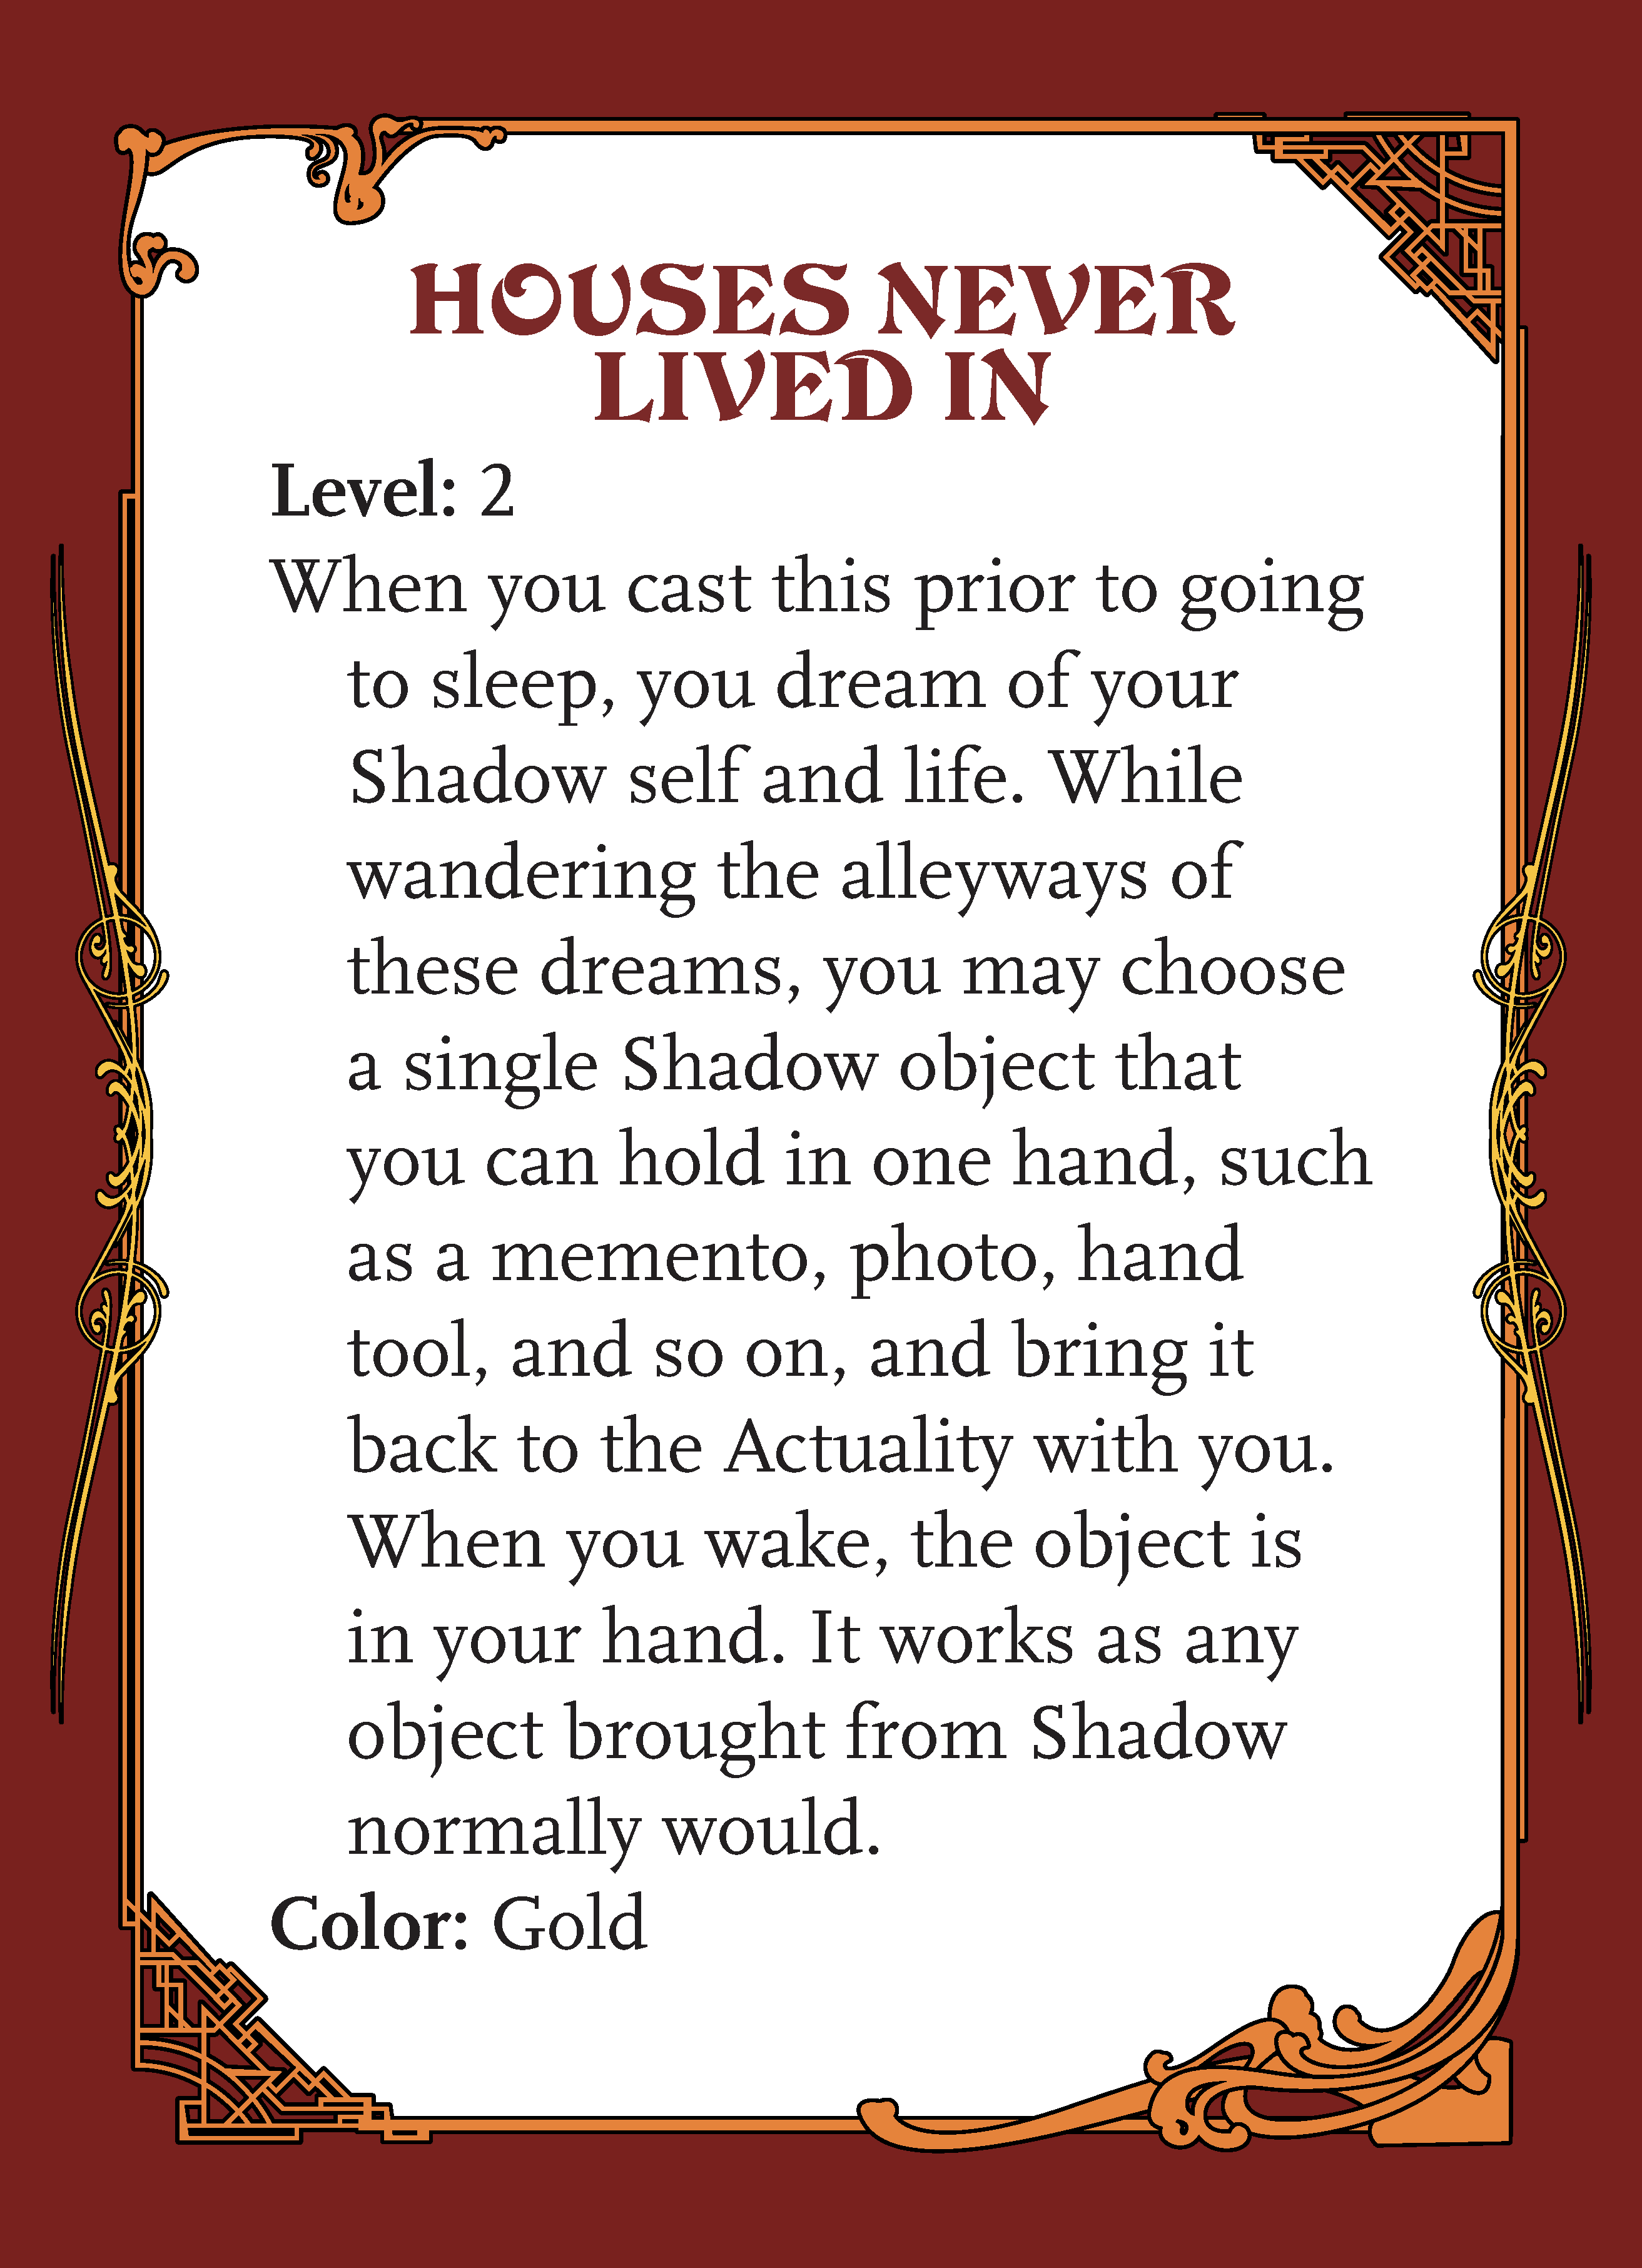 HOUSES NEVER
LIVED IN
Level: 2
When you cast this prior to going
to sleep, you dream of your
Shadow self and life. While
wandering the alleyways of
these dreams, you may choose
a single Shadow object that
you can hold in one hand, such
as a memento, photo, hand
tool, and so on, and bring it
back to the Actuality with you.
When you wake, the object is
in your hand. It works as any
object brought from Shadow
normally would.
Color: Gold